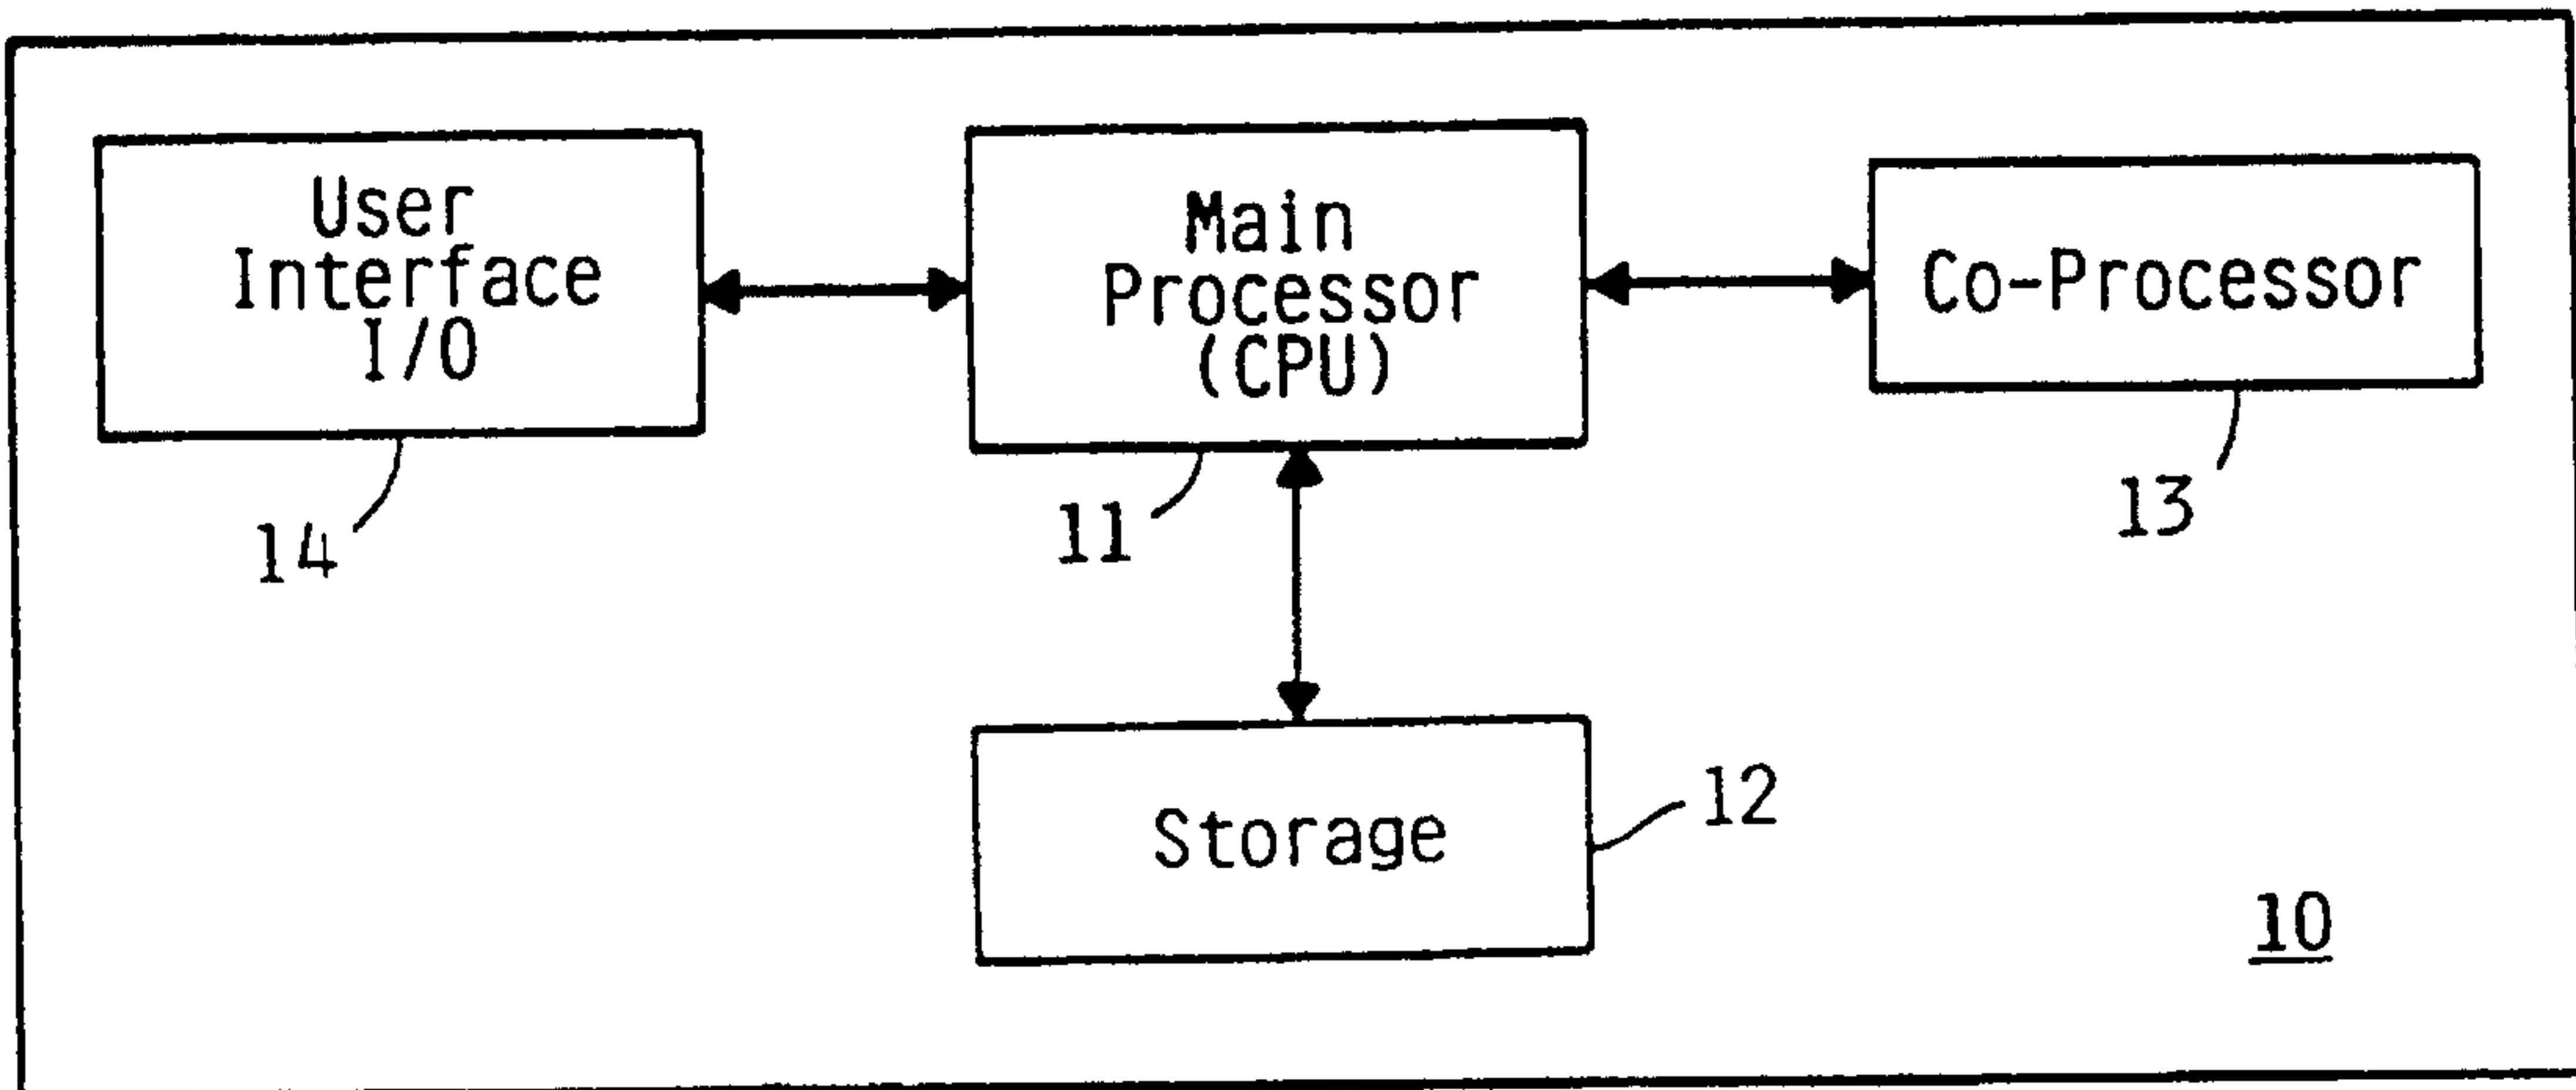 User
Interface
I/O
Main
Processor
(CPU)
Co-Processor
14
11
13
Storage
12
10